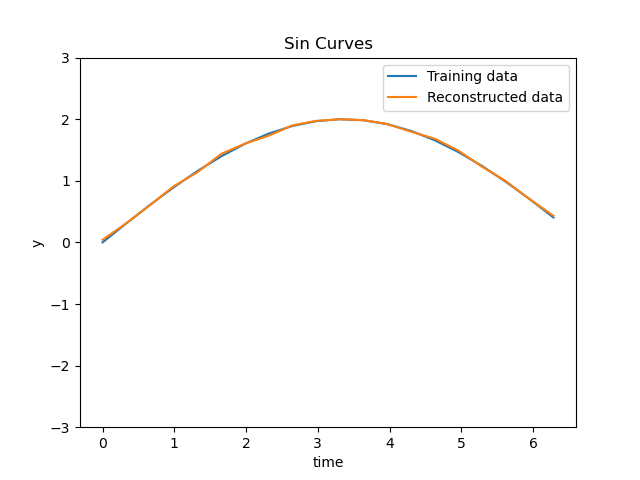 Sin Curves
Training data
Reconstructed data
3
2
1
0
−1
−2
−3
y
0 1 2 3 4 5 6
time